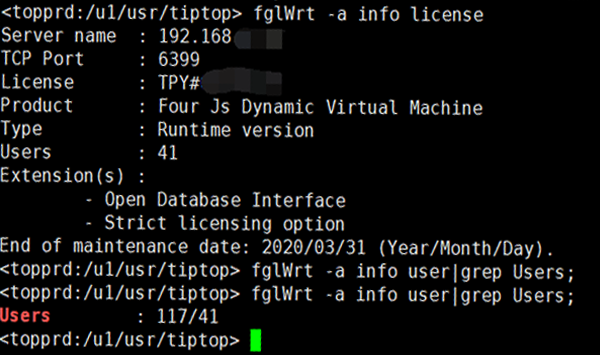 <topprd:/u1/usr/tiptop> fglWrt -a info license
Server name  : 192.168
TCP Port     : 6399
License      : TPY#
Product      : Four Js Dynamic Virtual Machine
Type         : Runtime version
Users        : 41
Extension(s) :
        - Open Database Interface
        - Strict licensing option
End of maintenance date: 2020/03/31 (Year/Month/Day).
<topprd:/u1/usr/tiptop> fglWrt -a info user|grep Users;
<topprd:/u1/usr/tiptop> fglWrt -a info user|grep Users;
Users        : 117/41
<topprd:/u1/usr/tiptop>